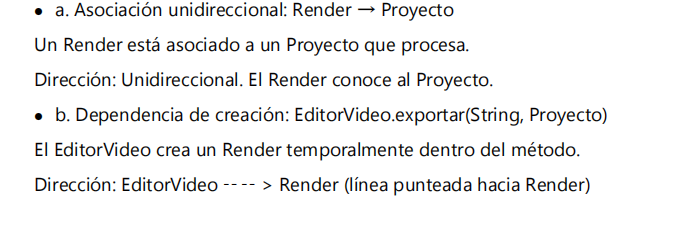 • a. Asociación unidireccional: Render → Proyecto
Un Render está asociado a un Proyecto que procesa.
Dirección: Unidireccional. El Render conoce al Proyecto.
• b. Dependencia de creación: EditorVideo.exportar(String, Proyecto)
El EditorVideo crea un Render temporalmente dentro del método.
Dirección: EditorVideo ---- > Render (línea punteada hacia Render)